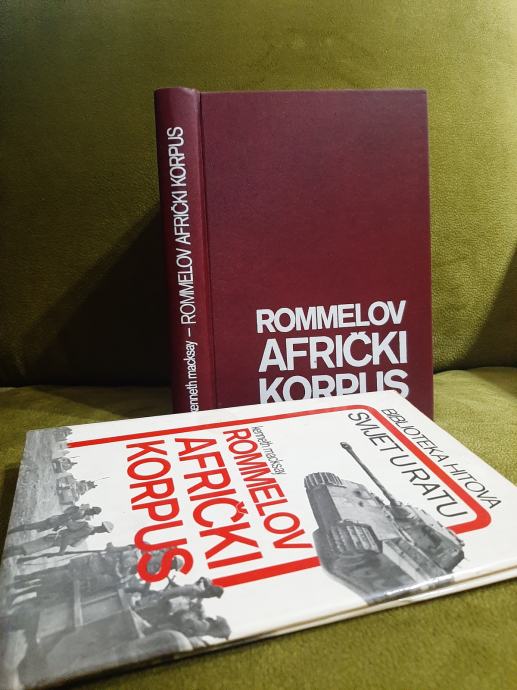 kenneth macksay – ROMMELOV AFRIČKI KORPUS
ROMMELOV
AFRIČKI
KORPUS
BIBLIOTEKA HITOVA
SVIJET U RATU
kenneth macksay
ROMMELOV
AFRIČKI
KORPUS